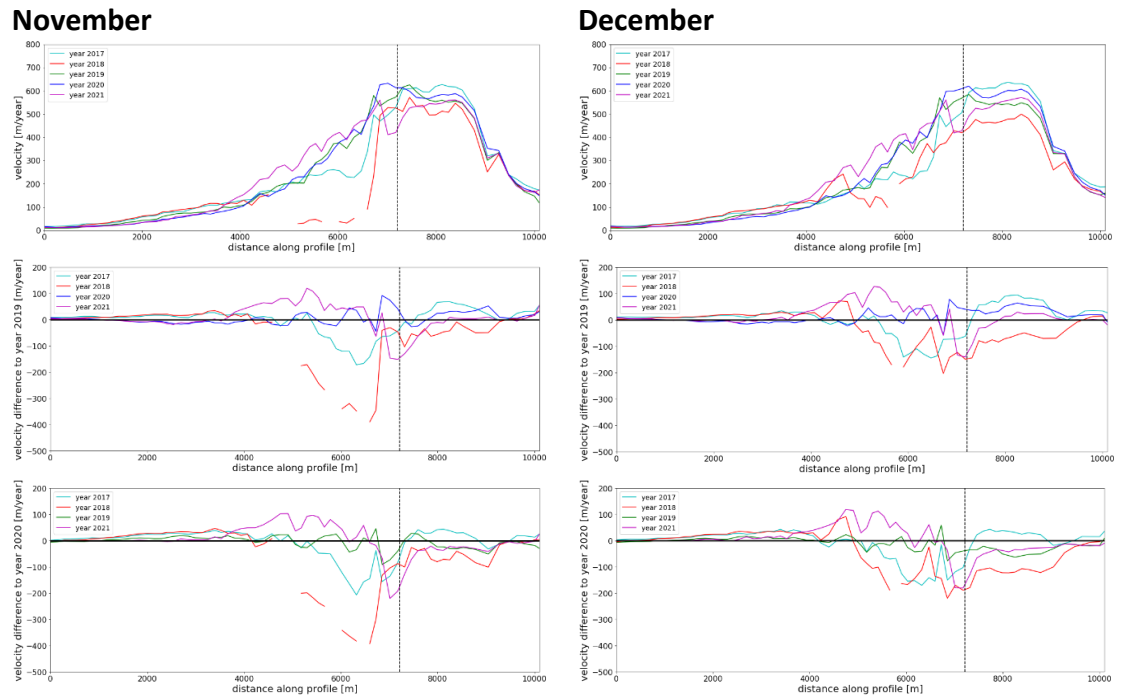 November
800
700
600
500
400
300
200
100
0
velocity [m/year]
year 2017
year 2018
year 2019
year 2020
year 2021
0 2000 4000 6000 8000 10000
distance along profile [m]
200
100
0
−100
−200
−300
−400
−500
velocity difference to year 2019 [m/year]
year 2017
year 2018
year 2020
year 2021
0 2000 4000 6000 8000 10000
distance along profile [m]
200
100
0
−100
−200
−300
−400
−500
velocity difference to year 2020 [m/year]
year 2017
year 2018
year 2019
year 2021
0 2000 4000 6000 8000 10000
distance along profile [m]
December
800
700
600
500
400
300
200
100
0
velocity [m/year]
year 2017
year 2018
year 2019
year 2020
year 2021
0 2000 4000 6000 8000 10000
distance along profile [m]
200
100
0
−100
−200
−300
−400
−500
velocity difference to year 2019 [m/year]
year 2017
year 2018
year 2020
year 2021
0 2000 4000 6000 8000 10000
distance along profile [m]
200
100
0
−100
−200
−300
−400
−500
velocity difference to year 2020 [m/year]
year 2017
year 2018
year 2019
year 2021
0 2000 4000 6000 8000 10000
distance along profile [m]